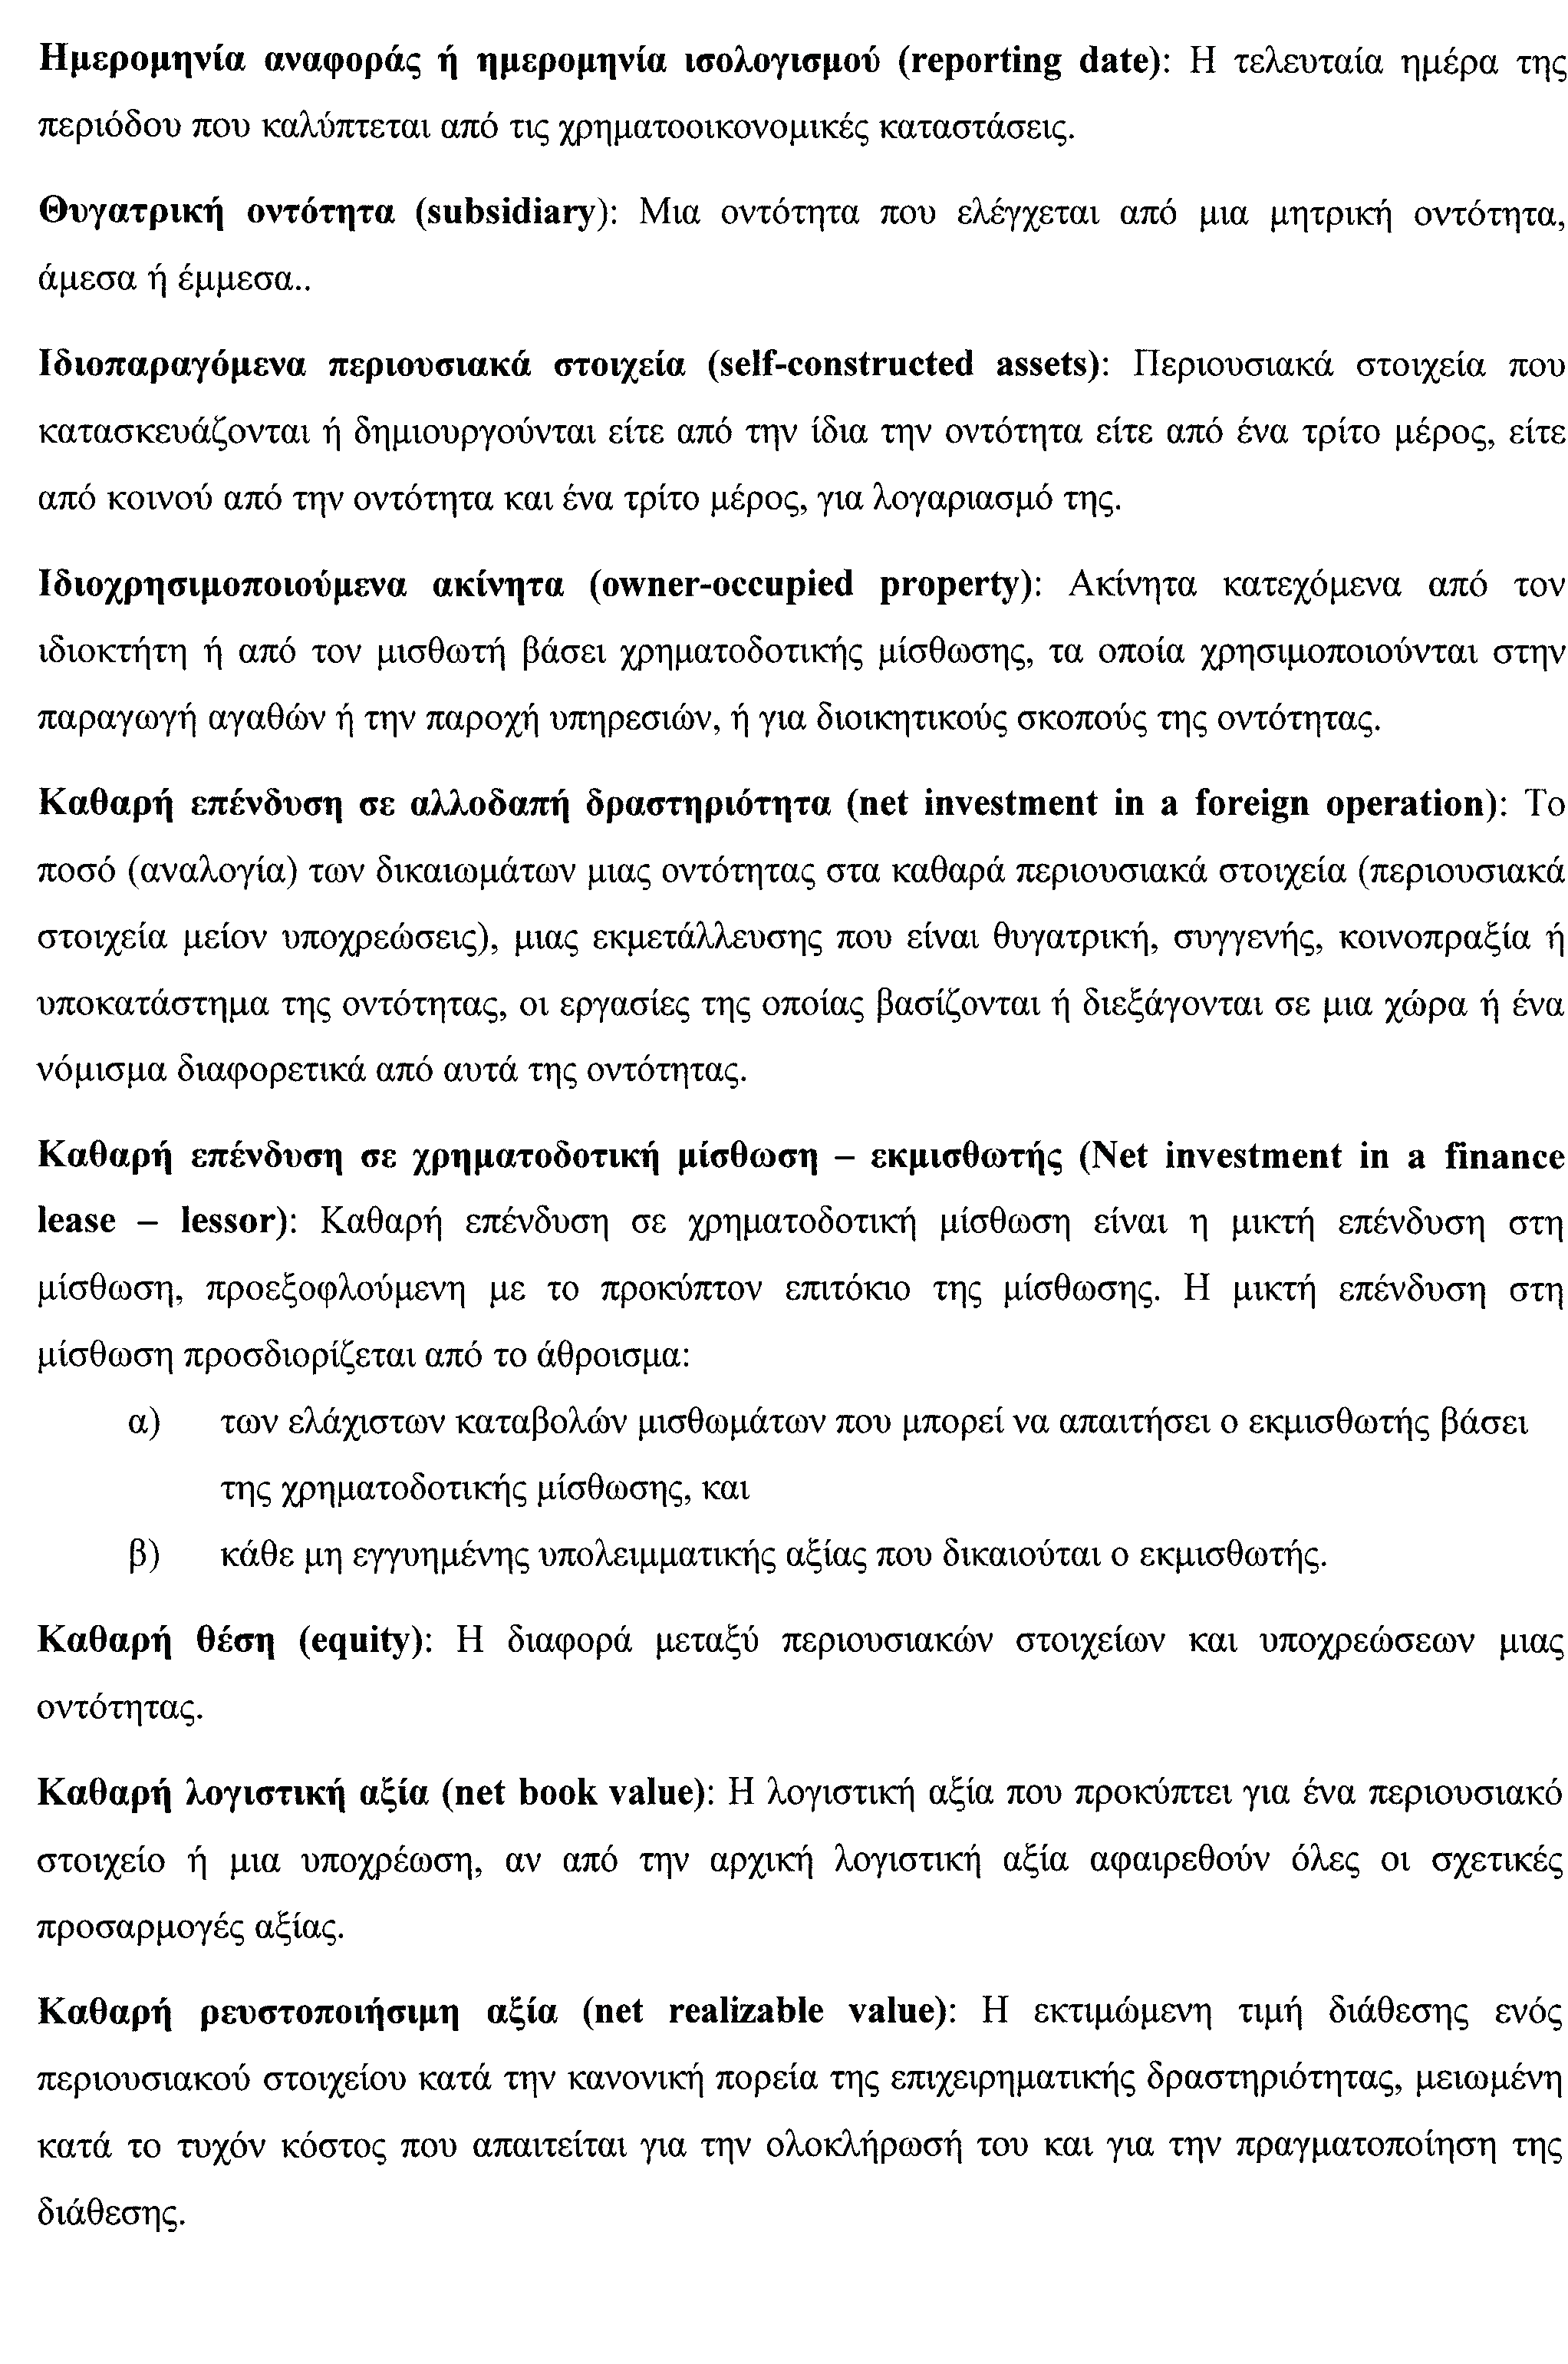 Ημερομηνία αναφοράς ή ημερομηνία ισολογισμού (reporting date): Η τελευταία ημέρα της
περιόδου που καλύπτεται από τις χρηματοοικονομικές καταστάσεις.
Θυγατρική οντότητα (subsidiary): Μια οντότητα που ελέγχεται από μια μητρική οντότητα,
άμεσα ή έμμεσα..
Ιδιοπαραγόμενα περιουσιακά στοιχεία (self-constructed assets): Περιουσιακά στοιχεία που
κατασκευάζονται ή δημιουργούνται είτε από την ίδια την οντότητα είτε από ένα τρίτο μέρος, είτε
από κοινού από την οντότητα και ένα τρίτο μέρος, για λογαριασμό της.
Ιδιοχρησιμοποιούμενα ακίνητα (owner-occupied property): Ακίνητα κατεχόμενα από τον
ιδιοκτήτη ή από τον μισθωτή βάσει χρηματοδοτικής μίσθωσης, τα οποία χρησιμοποιούνται στην
παραγωγή αγαθών ή την παροχή υπηρεσιών, ή για διοικητικούς σκοπούς της οντότητας.
Καθαρή επένδυση σε αλλοδαπή δραστηριότητα (net investment in a foreign operation): Το
ποσό (αναλογία) των δικαιωμάτων μιας οντότητας στα καθαρά περιουσιακά στοιχεία (περιουσιακά
στοιχεία μείον υποχρεώσεις), μιας εκμετάλλευσης που είναι θυγατρική, συγγενής, κοινοπραξία ή
υποκατάστημα της οντότητας, οι εργασίες της οποίας βασίζονται ή διεξάγονται σε μια χώρα ή ένα
νόμισμα διαφορετικά από αυτά της οντότητας.
Καθαρή επένδυση σε χρηματοδοτική μίσθωση – εκμισθωτής (Net investment in a finance
lease – lessor): Καθαρή επένδυση σε χρηματοδοτική μίσθωση είναι η μικτή επένδυση στη
μίσθωση, προεξοφλούμενη με το προκύπτον επιτόκιο της μίσθωσης. Η μικτή επένδυση στη
μίσθωση προσδιορίζεται από το άθροισμα:
α) των ελάχιστων καταβολών μισθωμάτων που μπορεί να απαιτήσει ο εκμισθωτής βάσει
της χρηματοδοτικής μίσθωσης, και
β) κάθε μη εγγυημένης υπολειμματικής αξίας που δικαιούται ο εκμισθωτής.
Καθαρή θέση (equity): Η διαφορά μεταξύ περιουσιακών στοιχείων και υποχρεώσεων μιας
οντότητας.
Καθαρή λογιστική αξία (net book value): Η λογιστική αξία που προκύπτει για ένα περιουσιακό
στοιχείο ή μια υποχρέωση, αν από την αρχική λογιστική αξία αφαιρεθούν όλες οι σχετικές
προσαρμογές αξίας.
Καθαρή ρευστοποιήσιμη αξία (net realizable value): Η εκτιμώμενη τιμή διάθεσης ενός
περιουσιακού στοιχείου κατά την κανονική πορεία της επιχειρηματικής δραστηριότητας, μειωμένη
κατά το τυχόν κόστος που απαιτείται για την ολοκλήρωσή του και για την πραγματοποίηση της
διάθεσης.